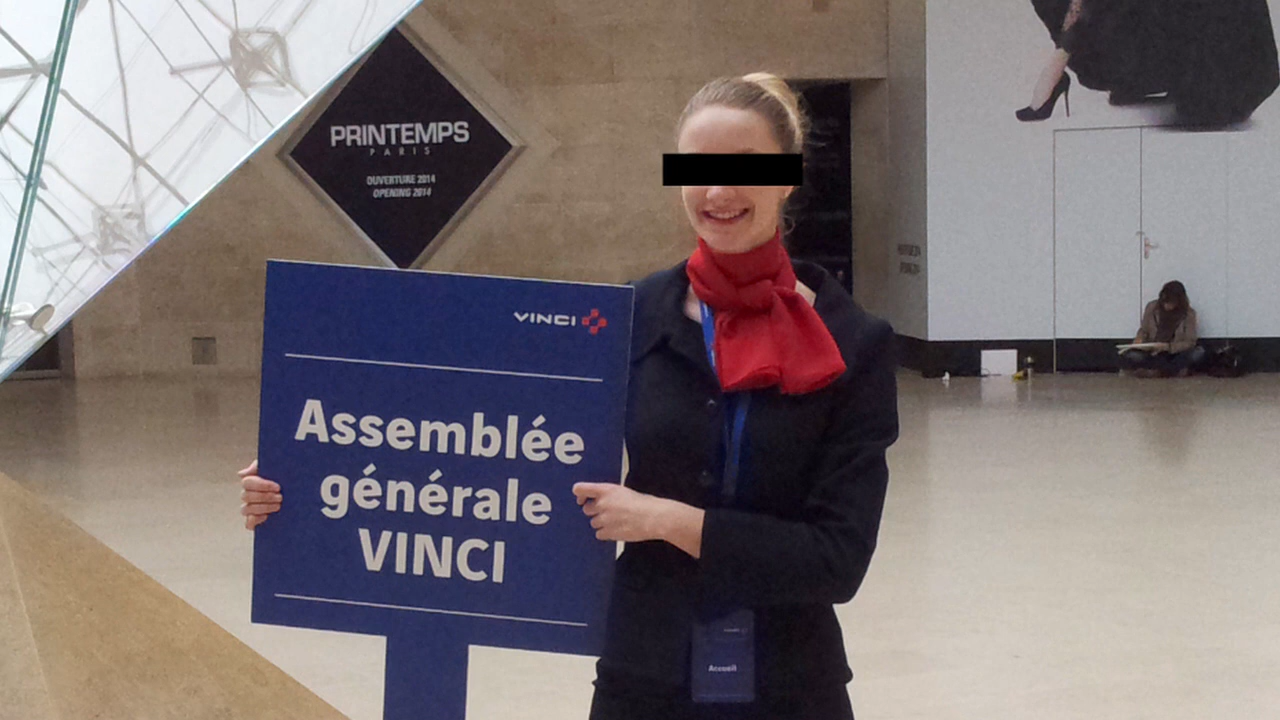 PRINTEMPS
PARIS
OUVERTURE 2014
OPENING 2014
VINCI
Assemblée
générale
VINCI
Accueil